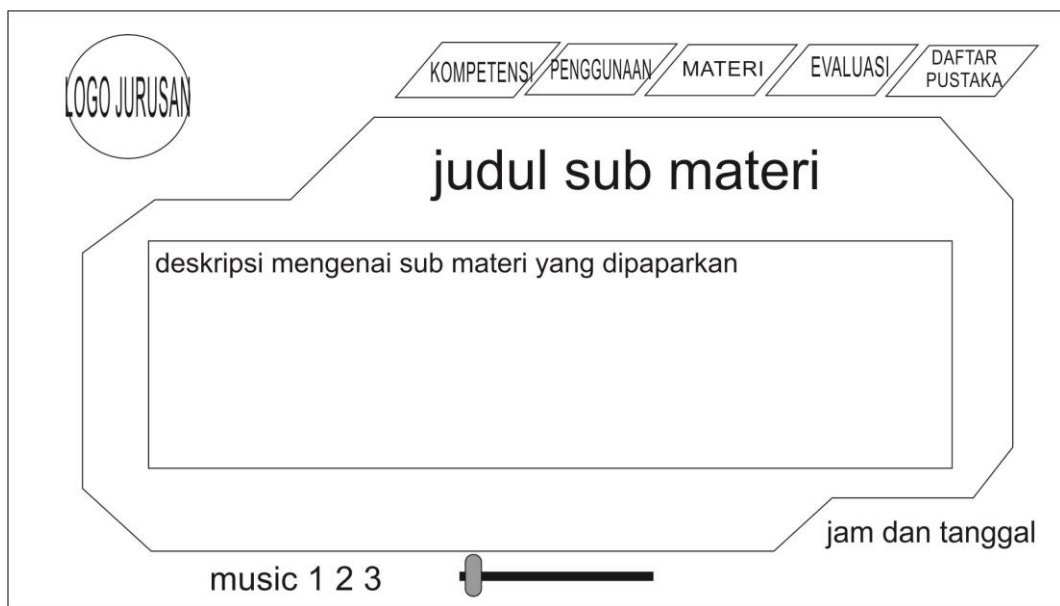 LOGO JURUSAN
KOMPETENSI
PENGGUNAAN
MATERI
EVALUASI
DAFTAR
PUSTAKA
judul sub materi
deskripsi mengenai sub materi yang dipaparkan
jam dan tanggal
music 1 2 3